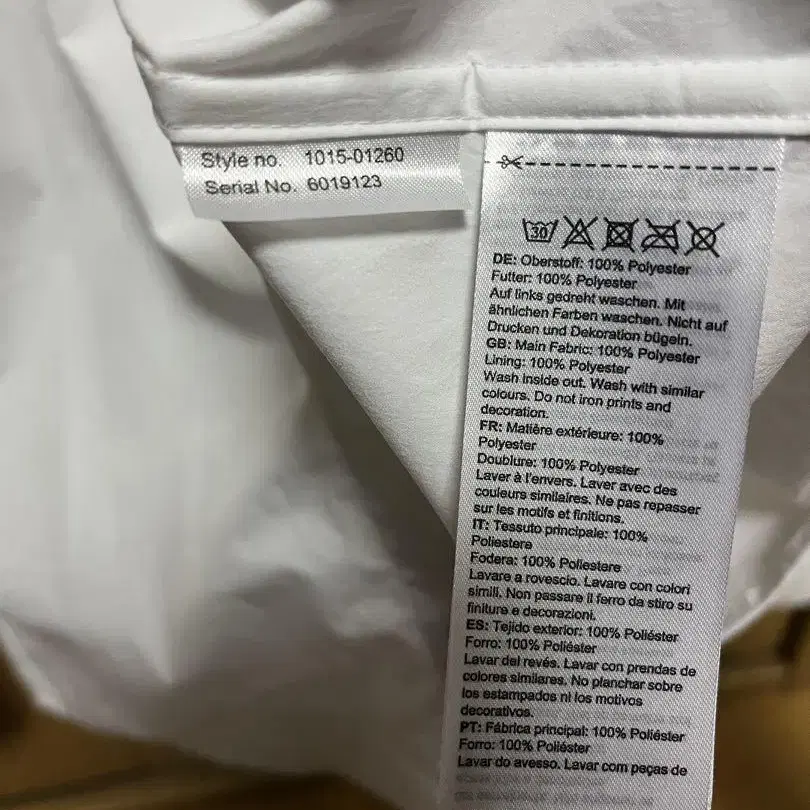 Style no. 1015-01260
Serial No. 6019123
30
DE: Oberstoff: 100% Polyester
Futter: 100% Polyester
Auf links gedreht waschen. Mit
ähnlichen Farben waschen. Nicht auf
Drucken und Dekoration bügeln.
GB: Main Fabric: 100% Polyester
Lining: 100% Polyester
Wash inside out. Wash with similar
colours. Do not iron prints and
decoration.
FR: Matière extérieure: 100%
Polyester
Doublure: 100% Polyester
Laver à l'envers. Laver avec des
couleurs similaires. Ne pas repasser
sur les motifs et finitions.
IT: Tessuto principale: 100%
Poliestere
Fodera: 100% Poliestere
Lavare a rovescio. Lavare con colori
simili. Non passare il ferro da stiro su
finiture e decorazioni.
ES: Tejido exterior: 100% Poliéster
Forro: 100% Poliéster
Lavar del revés. Lavar con prendas de
colores similares. No planchar sobre
los estampados ni los motivos
decorativos.
PT: Fábrica principal: 100% Poliéster
Forro: 100% Poliéster
Lavar do avesso. Lavar com peças de